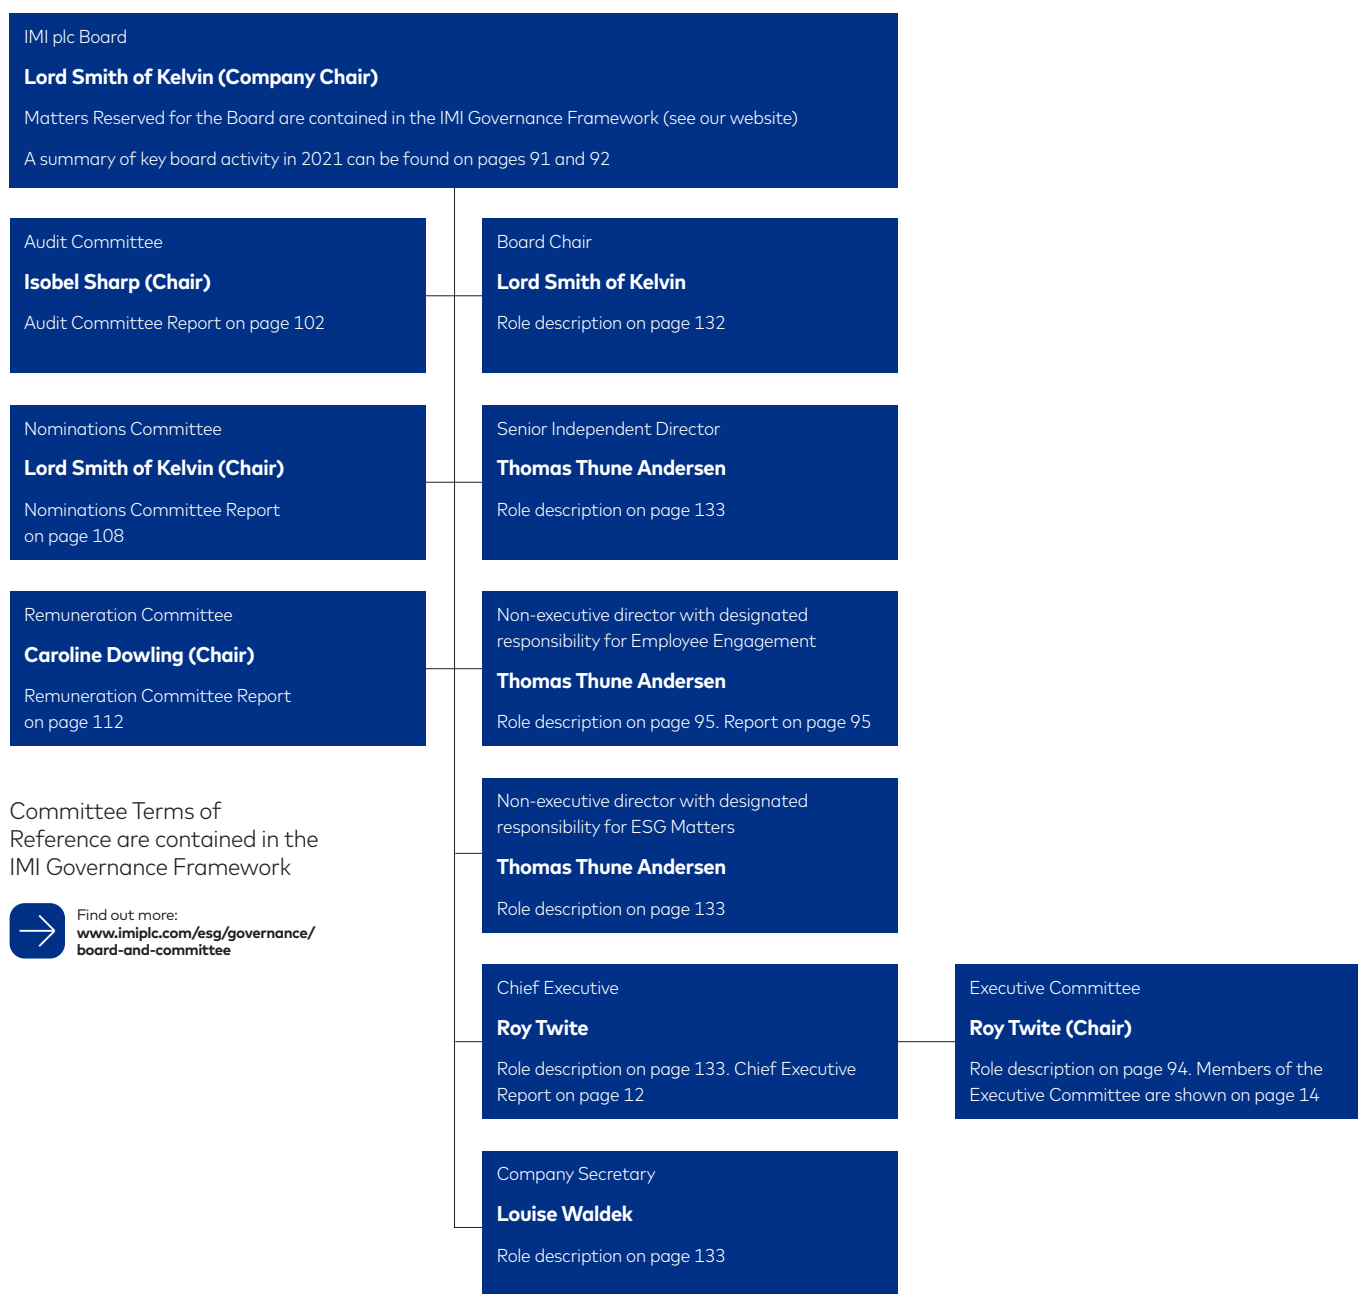 IMI plc Board
Lord Smith of Kelvin (Company Chair)
Matters Reserved for the Board are contained in the IMI Governance Framework (see our website)
A summary of key board activity in 2021 can be found on pages 91 and 92
Audit Committee
Isobel Sharp (Chair)
Audit Committee Report on page 102
Board Chair
Lord Smith of Kelvin
Role description on page 132
Nominations Committee
Lord Smith of Kelvin (Chair)
Nominations Committee Report
on page 108
Senior Independent Director
Thomas Thune Andersen
Role description on page 133
Remuneration Committee
Caroline Dowling (Chair)
Remuneration Committee Report
on page 112
Non-executive director with designated
responsibility for Employee Engagement
Thomas Thune Andersen
Role description on page 95. Report on page 95
Non-executive director with designated
responsibility for ESG Matters
Thomas Thune Andersen
Role description on page 133
Committee Terms of
Reference are contained in the
IMI Governance Framework
Find out more:
www.imiplc.com/esg/governance/
board-and-committee
Chief Executive
Roy Twite
Role description on page 133. Chief Executive
Report on page 12
Executive Committee
Roy Twite (Chair)
Role description on page 94. Members of the
Executive Committee are shown on page 14
Company Secretary
Louise Waldek
Role description on page 133